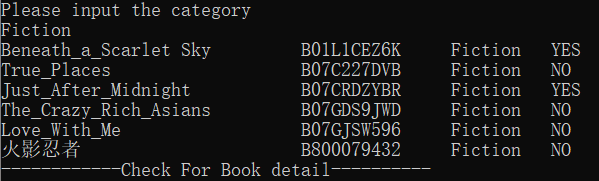 Please input the category
Fiction
Beneath_a_Scarlet Sky B01L1CEZ6K Fiction YES
True_Places B07C227DVB Fiction NO
Just_After_Midnight B07CRDZYBR Fiction YES
The_Crazy_Rich_Asians B07GDS9JWD Fiction NO
Love_With_Me B07GJSW596 Fiction NO
火影忍者 B800079432 Fiction NO
------------Check For Book detail----------